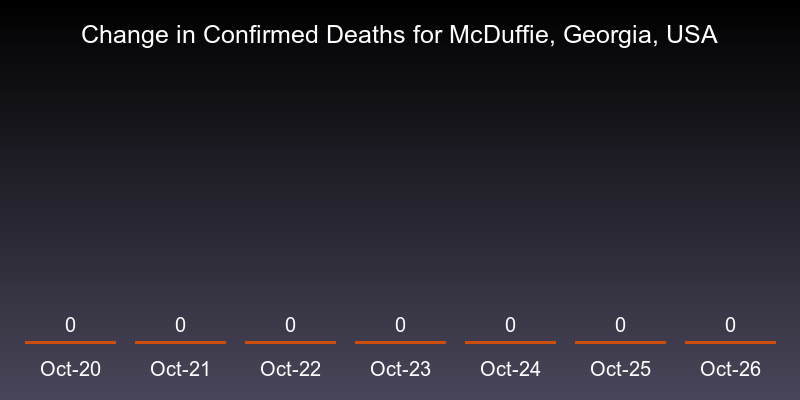 Change in Confirmed Deaths for McDuffie, Georgia, USA
0 0 0 0 0 0 0
Oct-20 Oct-21 Oct-22 Oct-23 Oct-24 Oct-25 Oct-26